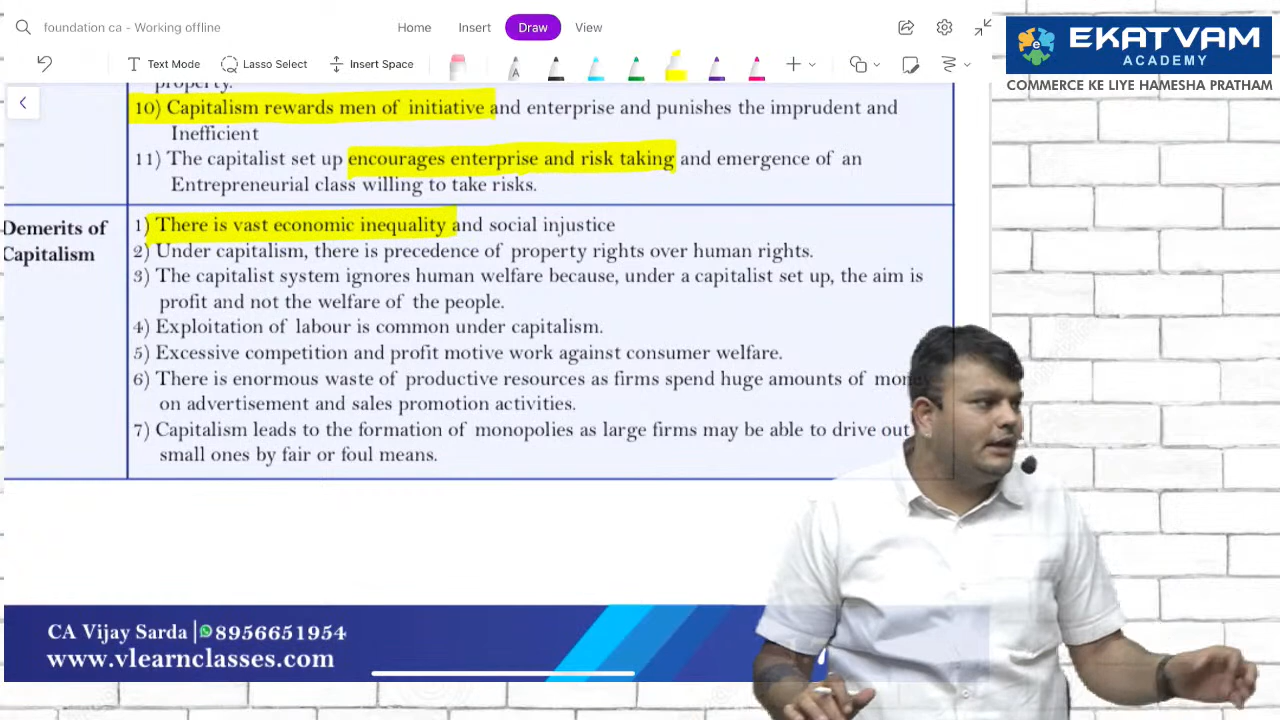 foundation ca - Working offline
Home
Insert
Draw
View
Text Mode
Lasso Select
Insert Space
EKATVAM
ACADEMY
COMMERCE KE LIYE HAMESHA PRATHAM
property.
10) Capitalism rewards men of initiative and enterprise and punishes the imprudent and
Inefficient
11) The capitalist set up encourages enterprise and risk taking and emergence of an
Entrepreneurial class willing to take risks.
Demerits of
Capitalism
1) There is vast economic inequality and social injustice
2) Under capitalism, there is precedence of property rights over human rights.
3) The capitalist system ignores human welfare because, under a capitalist set up, the aim is
profit and not the welfare of the people.
4) Exploitation of labour is common under capitalism.
5) Excessive competition and profit motive work against consumer welfare.
6) There is enormous waste of productive resources as firms spend huge amounts of money
on advertisement and sales promotion activities.
7) Capitalism leads to the formation of monopolies as large firms may be able to drive out
small ones by fair or foul means.
CA Vijay Sarda | 8956651954
www.vlearnclasses.com